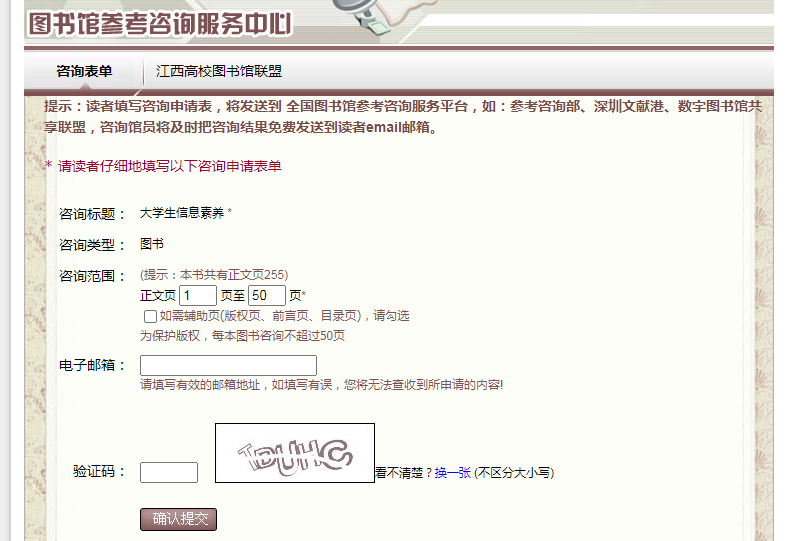 图书馆参考咨询服务中心
咨询表单 江西高校图书馆联盟
提示：读者填写咨询申请表，将发送到 全国图书馆参考咨询服务平台，如：参考咨询部、深圳文献港、数字图书馆共
享联盟，咨询馆员将及时把咨询结果免费发送到读者email邮箱。
* 请读者仔细地填写以下咨询申请表单
咨询标题： 大学生信息素养 *
咨询类型： 图书
咨询范围： (提示：本书共有正文页255)
正文页 1 页至 50 页*
如需辅助页(版权页、前言页、目录页)，请勾选
为保护版权，每本图书咨询不超过50页
电子邮箱：
请填写有效的邮箱地址，如填写有误，您将无法查收到所申请的内容!
验证码： TDUHC 看不清楚？换一张 (不区分大小写)
确认提交